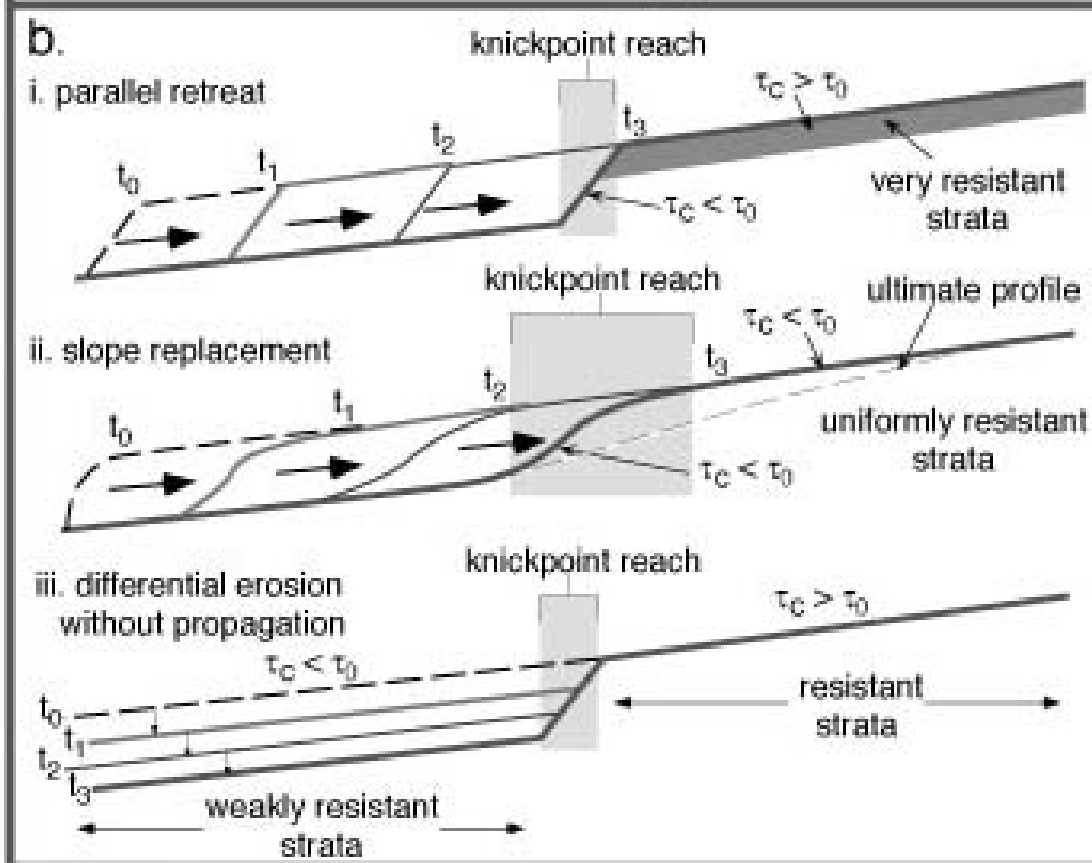 b.
knickpoint reach
i. parallel retreat
τc > τ0
t0
t1
t2
t3
very resistant
strata
τc < τ0
knickpoint reach
ultimate profile
τc < τ0
ii. slope replacement
t0
t1
t2
t3
uniformly resistant
strata
τc < τ0
knickpoint reach
iii. differential erosion
without propagation
τc > τ0
τc < τ0
t0
t1
t2
t3
resistant
strata
weakly resistant
strata